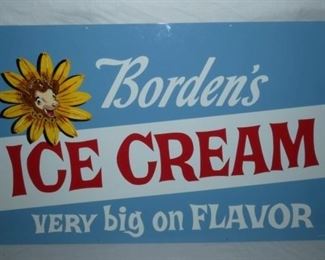 Borden's
ICE CREAM
VERY big on FLAVOR